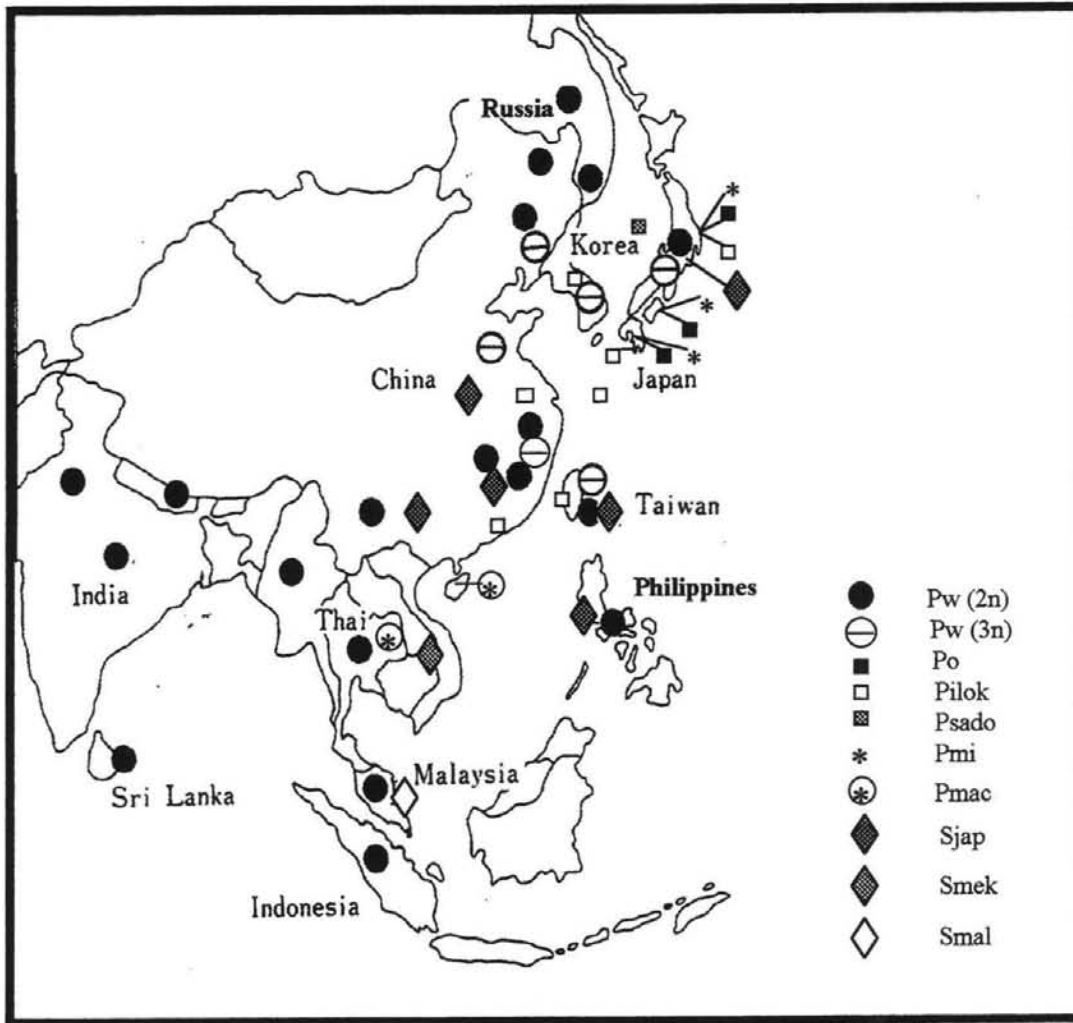 Russia
Korea
China
Japan
Taiwan
India
Philippines
Thai
Malaysia
Sri Lanka
Indonesia
Pw (2n)
Pw (3n)
Po
Pilok
Psado
Pmi
Pmac
Sjap
Smek
Smal